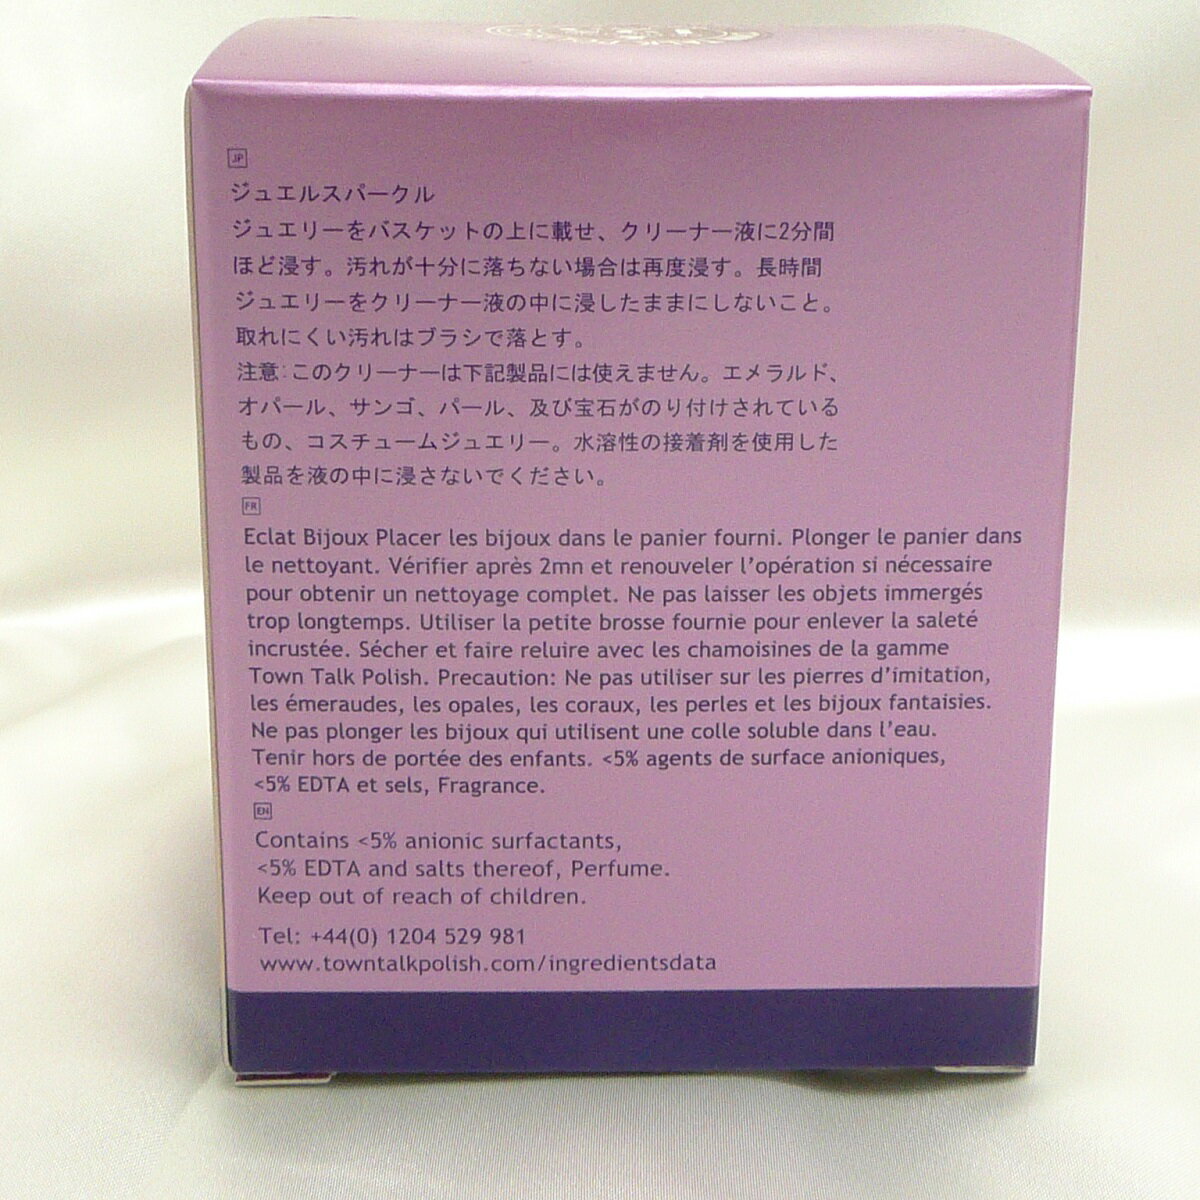 JP
ジュエルスパークル
ジュエリーをバスケットの上に載せ、クリーナー液に2分間
ほど浸す。汚れが十分に落ちない場合は再度浸す。長時間
ジュエリーをクリーナー液の中に浸したままにしないこと。
取れにくい汚れはブラシで落とす。
注意:このクリーナーは下記製品には使えません。エメラルド、
オパール、サンゴ、パール、及び宝石がのり付けされている
もの、コスチュームジュエリー。水溶性の接着剤を使用した
製品を液の中に浸さないでください。
FR
Eclat Bijoux Placer les bijoux dans le panier fourni. Plonger le panier dans
le nettoyant. Vérifier après 2mn et renouveler l'opération si nécessaire
pour obtenir un nettoyage complet. Ne pas laisser les objets immergés
trop longtemps. Utiliser la petite brosse fournie pour enlever la saleté
incrustée. Sécher et faire reluire avec les chamoisines de la gamme
Town Talk Polish. Precaution: Ne pas utiliser sur les pierres d'imitation,
les émeraudes, les opales, les coraux, les perles et les bijoux fantaisies.
Ne pas plonger les bijoux qui utilisent une colle soluble dans l'eau.
Tenir hors de portée des enfants. <5% agents de surface anioniques,
<5% EDTA et sels, Fragrance.
EN
Contains <5% anionic surfactants,
<5% EDTA and salts thereof, Perfume.
Keep out of reach of children.
Tel: +44(0) 1204 529 981
www.towntalkpolish.com/ingredientsdata